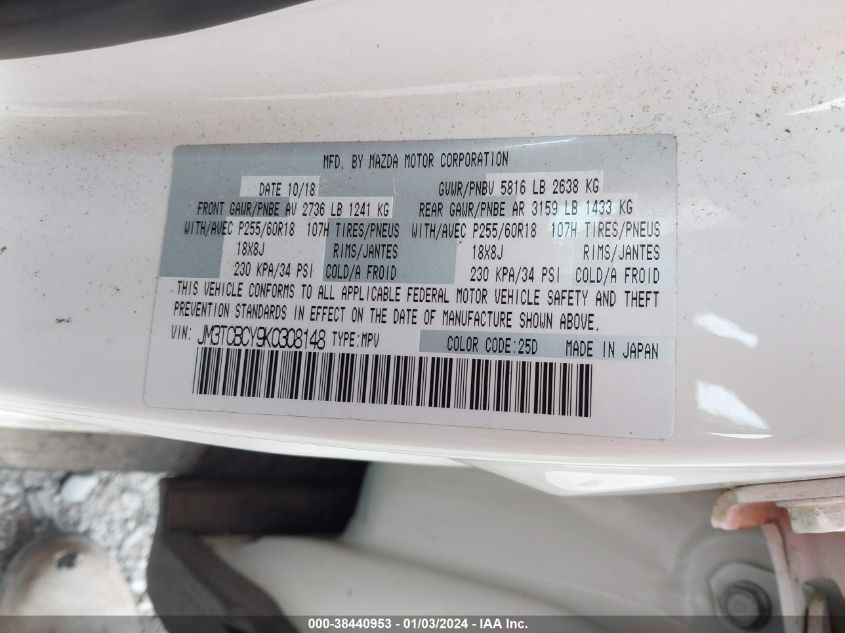 MFD. BY MAZDA MOTOR CORPORATION
DATE 10/18 GVWR/PNBV 5816 LB 2638 KG
FRONT GAWR/PNBE AV 2736 LB 1241 KG REAR GAWR/PNBE AR 3159 LB 1433 KG
WITH/AVEC P255/60R18 107H TIRES/PNEUS WITH/AVEC P255/60R18 107H TIRES/PNEUS
18X8J RIMS/JANTES 18X8J RIMS/JANTES
230 KPA/34 PSI COLD/A FROID 230 KPA/34 PSI COLD/A FROID
THIS VEHICLE CONFORMS TO ALL APPLICABLE FEDERAL MOTOR VEHICLE SAFETY AND THEFT
PREVENTION STANDARDS IN EFFECT ON THE DATE OF MANUFACTURE SHOWN ABOVE.
VIN: JM3TCBCY9K0308148 TYPE:MPV COLOR CODE:25D MADE IN JAPAN
000-38440953 - 01/03/2024 - IAA Inc.